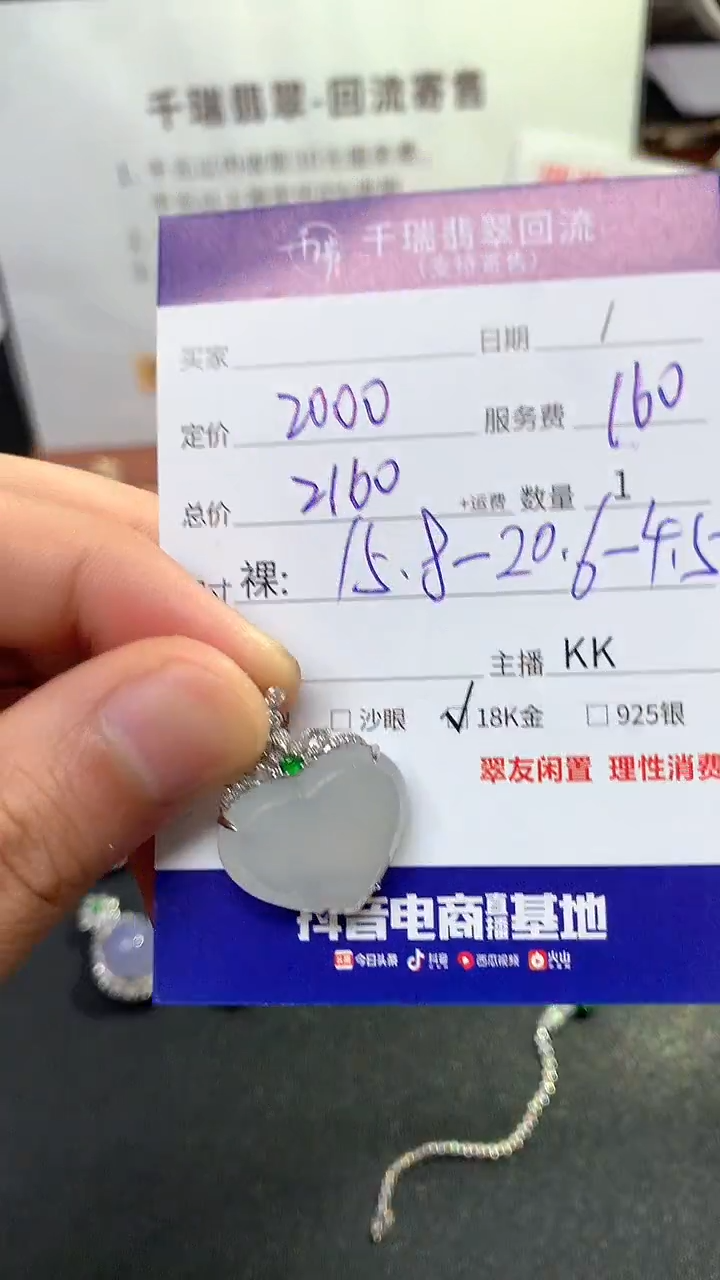 千瑞翡翠-回流寄售
千瑞翡翠回流
(支持寄售)
买家 日期 /
定价 2000 服务费 160
总价 2160 +运费 数量 1
寸 裸: 15.8-20.6-4.5
主播 KK
□ 沙眼 ☑ 18K金 □ 925银
翠友闲置 理性消费
抖音电商直播基地
今日头条 抖音 西瓜视频 火山